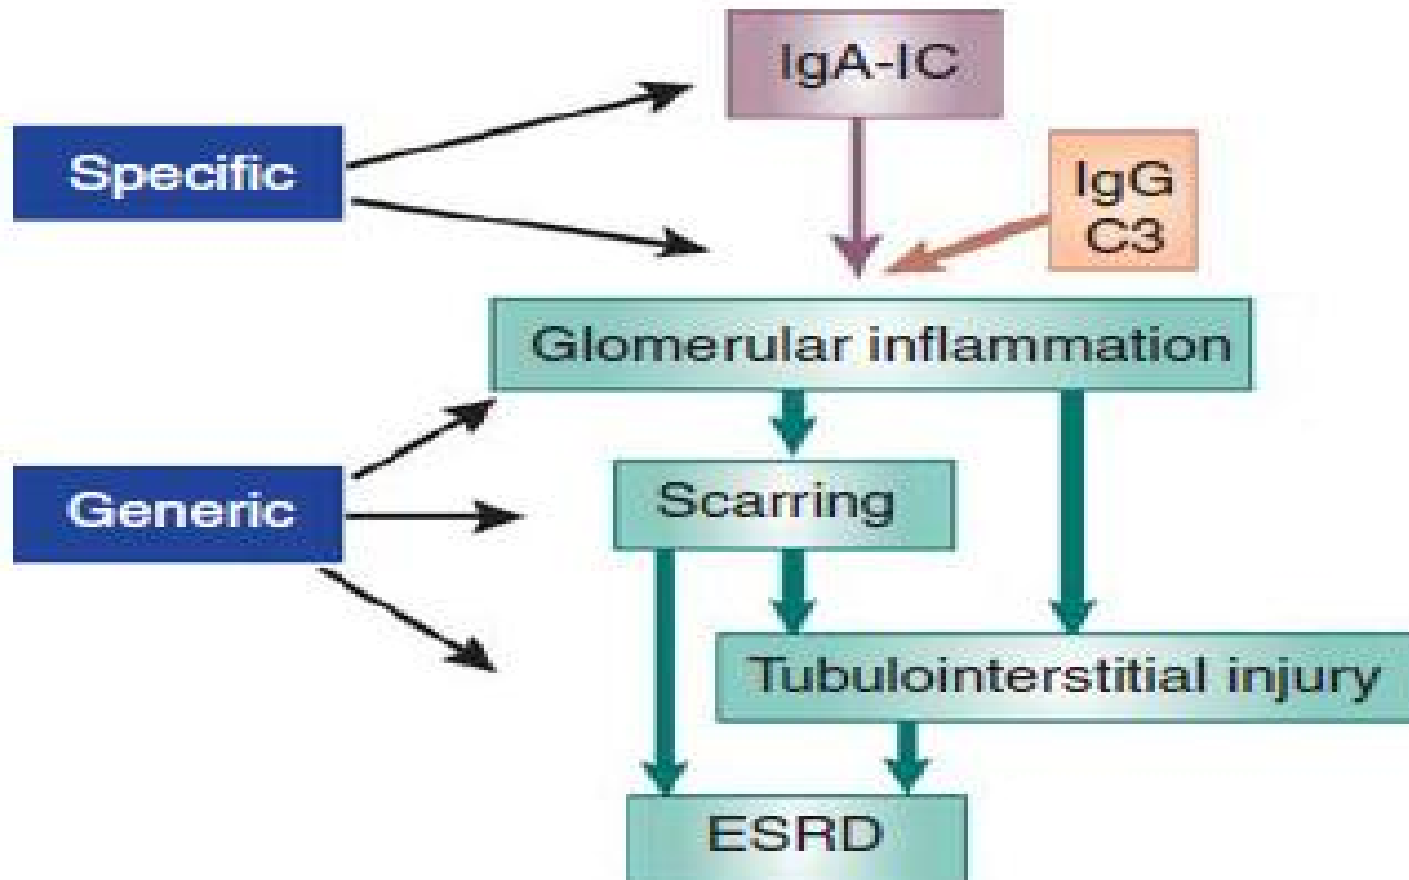 IgA-IC
Specific
IgG
C3
Glomerular inflammation
Generic
Scarring
Tubulointerstitial injury
ESRD